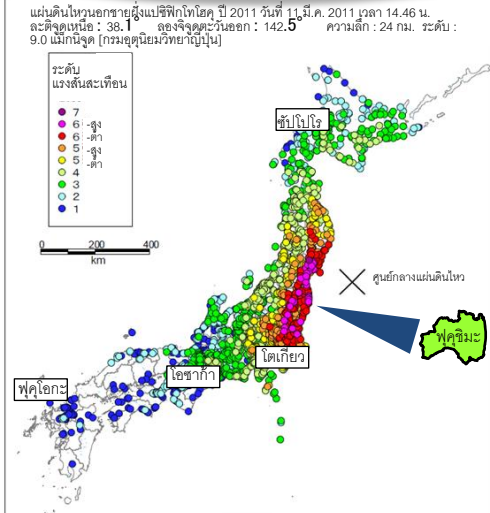 แผ่นดินไหวนอกชายฝั่งแปซิฟิกโทโฮคุ ปี 2011 วันที่ 11 มี.ค. 2011 เวลา 14.46 น.
ละติจูดเหนือ : 38.1° ลองจิจูดตะวันออก : 142.5° ความลึก : 24 กม. ระดับ :
9.0 แม็กนิจูด [กรมอุตุนิยมวิทยาญี่ปุ่น]
ระดับ
แรงสั่นสะเทือน
7
6 -สูง
6 -ต่ำ
5 -สูง
5 -ต่ำ
4
3
2
1
0 200 400
km
ซัปโปโร
ศูนย์กลางแผ่นดินไหว
ฟุคุชิมะ
โตเกียว
โอซาก้า
ฟุคุโอกะ